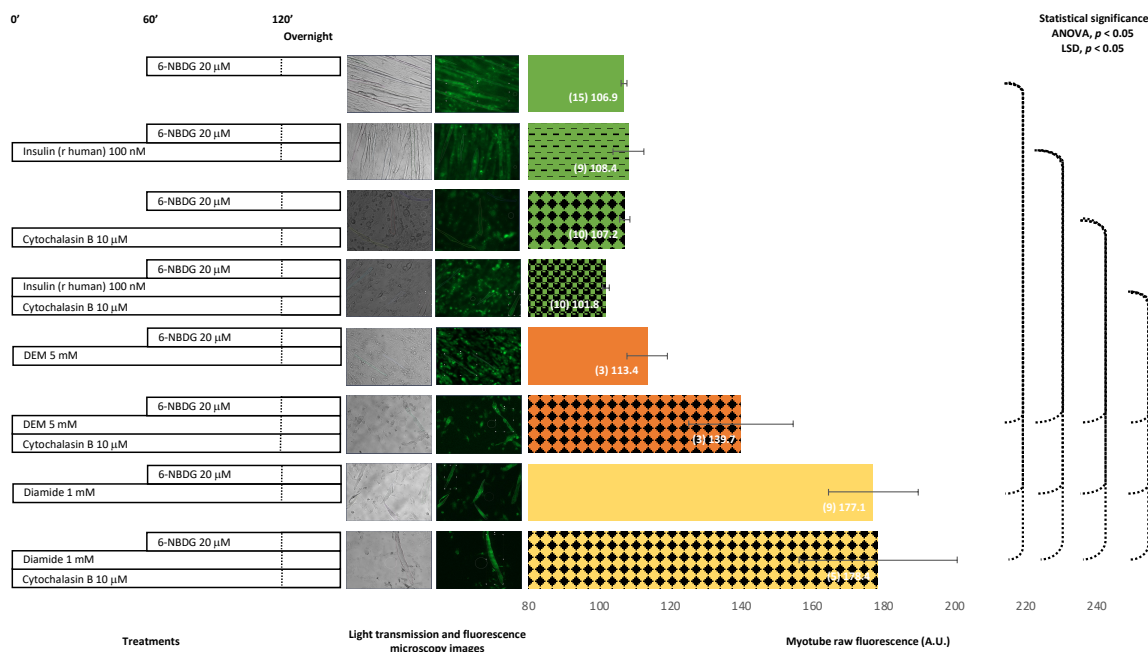 0’ 60’ 120’
Overnight
Statistical significance
ANOVA, p < 0.05
LSD, p < 0.05
6-NBDG 20 μM
(15) 106.9
6-NBDG 20 μM
Insulin (r human) 100 nM
(9) 108.4
6-NBDG 20 μM
Cytochalasin B 10 μM
(10) 107.2
6-NBDG 20 μM
Insulin (r human) 100 nM
Cytochalasin B 10 μM
(10) 101.8
6-NBDG 20 μM
DEM 5 mM
(3) 113.4
6-NBDG 20 μM
DEM 5 mM
Cytochalasin B 10 μM
(3) 139.7
6-NBDG 20 μM
Diamide 1 mM
(9) 177.1
6-NBDG 20 μM
Diamide 1 mM
Cytochalasin B 10 μM
80 100 120 140 160 180 200 220 240
Treatments
Light transmission and fluorescence
microscopy images
Myotube raw fluorescence (A.U.)